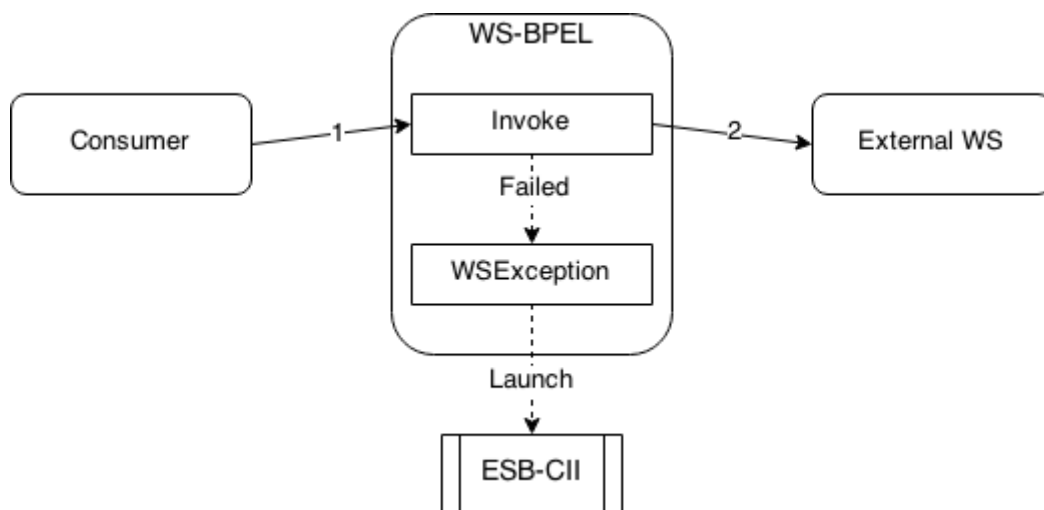 WS-BPEL
Consumer
1
Invoke
2
External WS
Failed
WSException
Launch
ESB-CII